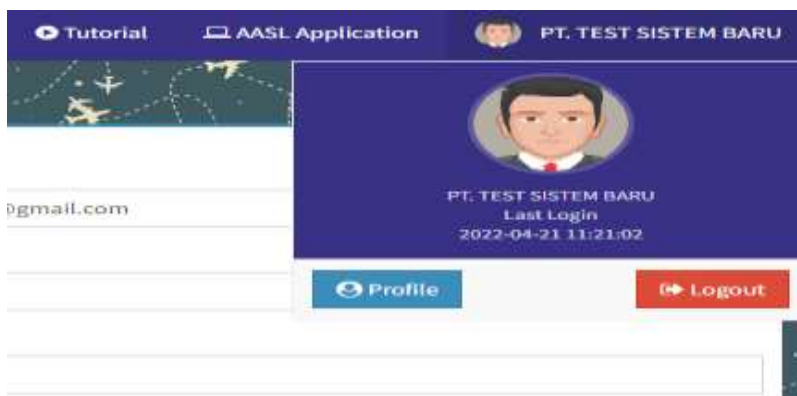 Tutorial AASL Application PT. TEST SISTEM BARU
PT. TEST SISTEM BARU
@gmail.com
Last Login
2022-04-21 11:21:02
Profile Logout